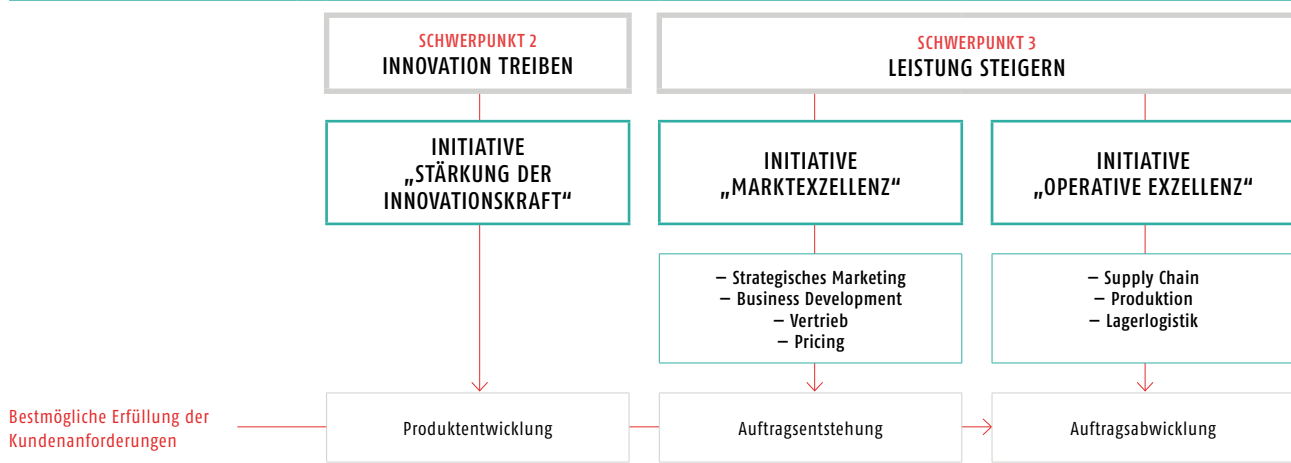 SCHWERPUNKT 2
INNOVATION TREIBEN
SCHWERPUNKT 3
LEISTUNG STEIGERN
INITIATIVE
„STÄRKUNG DER
INNOVATIONSKRAFT“
INITIATIVE
„MARKTEXZELLENZ“
INITIATIVE
„OPERATIVE EXZELLENZ“
– Strategisches Marketing
– Business Development
– Vertrieb
– Pricing
– Supply Chain
– Produktion
– Lagerlogistik
Bestmögliche Erfüllung der
Kundenanforderungen
Produktentwicklung
Auftragsentstehung
Auftragsabwicklung